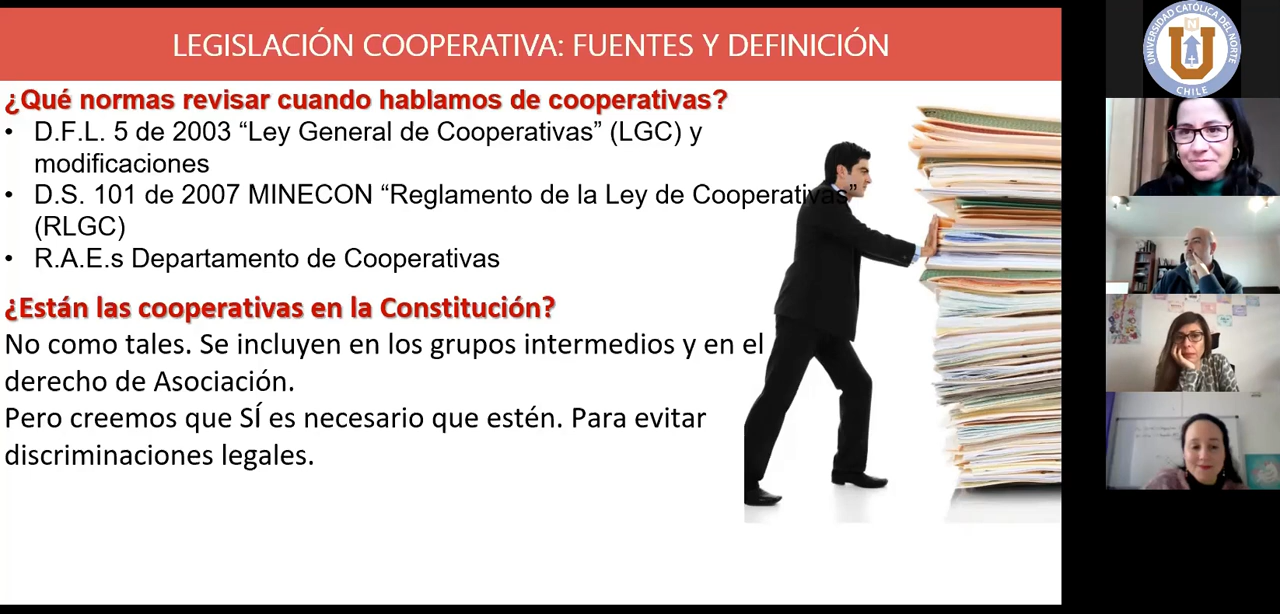 LEGISLACIÓN COOPERATIVA: FUENTES Y DEFINICIÓN
¿Qué normas revisar cuando hablamos de cooperativas?
• D.F.L. 5 de 2003 “Ley General de Cooperativas” (LGC) y
modificaciones
• D.S. 101 de 2007 MINECON “Reglamento de la Ley de Cooperativas”
(RLGC)
• R.A.E.s Departamento de Cooperativas
¿Están las cooperativas en la Constitución?
No como tales. Se incluyen en los grupos intermedios y en el
derecho de Asociación.
Pero creemos que SÍ es necesario que estén. Para evitar
discriminaciones legales.
UNIVERSIDAD CATÓLICA DEL NORTE
N
CHILE